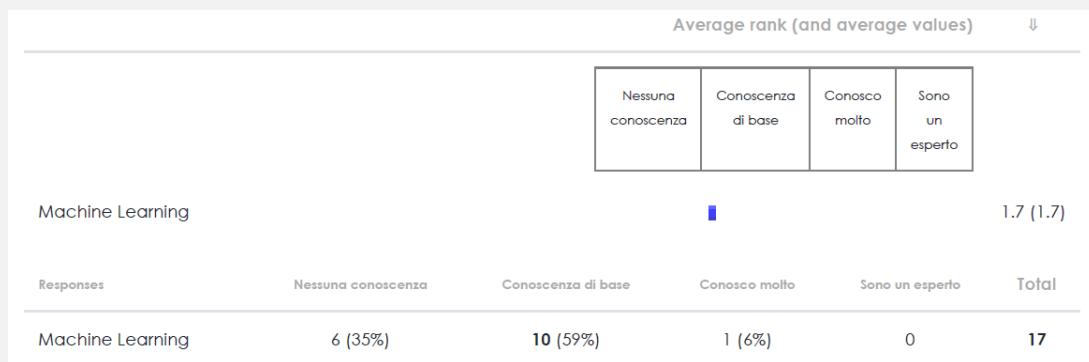 Average rank (and average values) ⇓
Nessuna conoscenza Conoscenza di base Conosco molto Sono un esperto
Machine Learning 1.7 (1.7)
Responses Nessuna conoscenza Conoscenza di base Conosco molto Sono un esperto Total
Machine Learning 6 (35%) 10 (59%) 1 (6%) 0 17